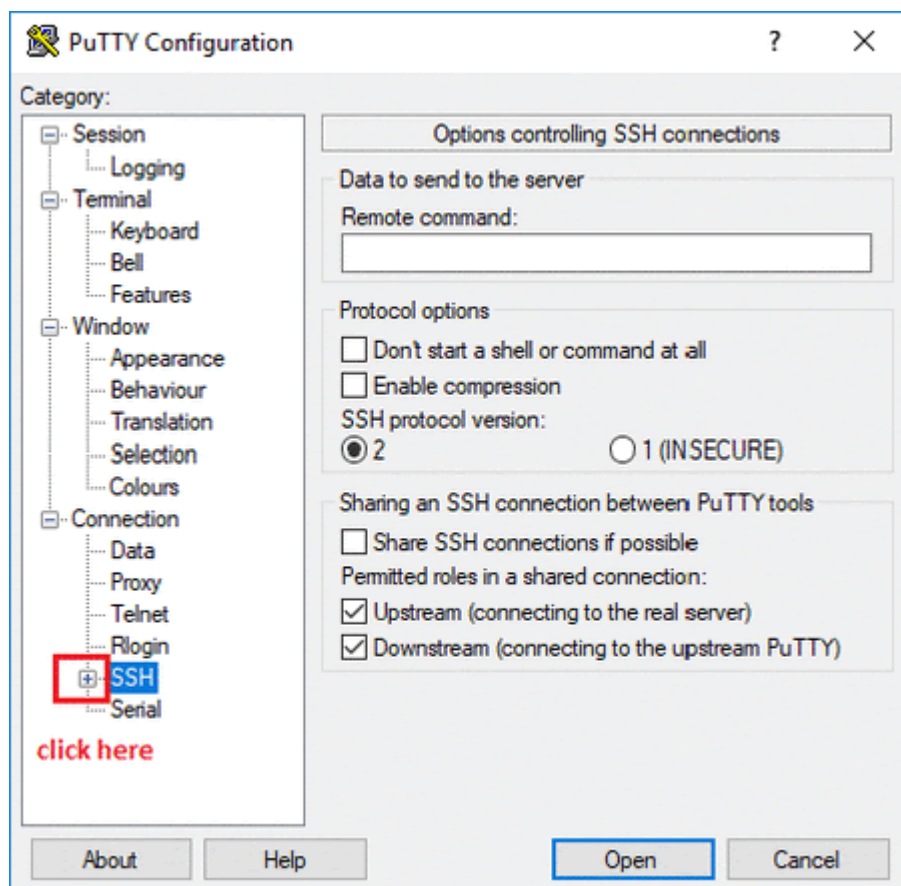 PuTTY Configuration
?
Category:
Session
Logging
Terminal
Keyboard
Bell
Features
Window
Appearance
Behaviour
Translation
Selection
Colours
Connection
Data
Proxy
Telnet
Rlogin
SSH
Serial
click here
Options controlling SSH connections
Data to send to the server
Remote command:
Protocol options
Don't start a shell or command at all
Enable compression
SSH protocol version:
2 1 (INSECURE)
Sharing an SSH connection between PuTTY tools
Share SSH connections if possible
Permitted roles in a shared connection:
Upstream (connecting to the real server)
Downstream (connecting to the upstream PuTTY)
About Help Open Cancel